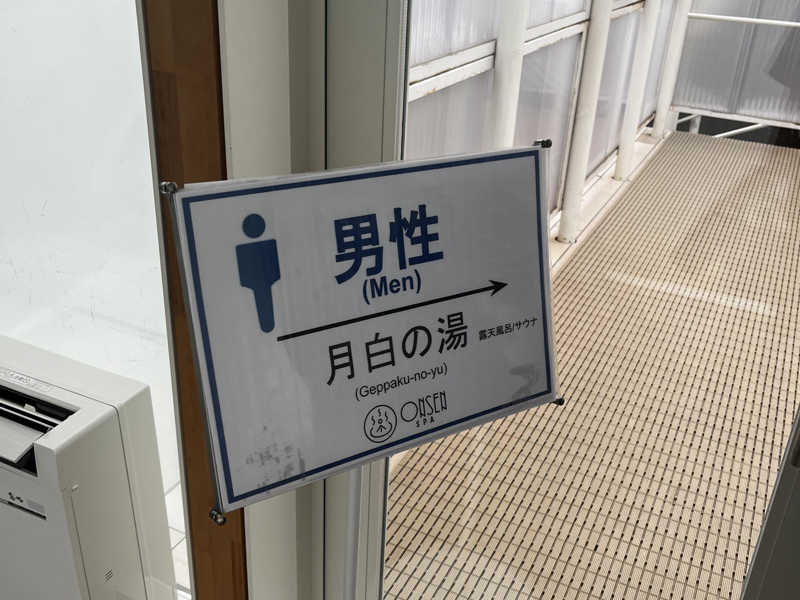 男性
(Men)
月白の湯 露天風呂/サウナ
(Geppaku-no-yu)
ONSEN
SPA